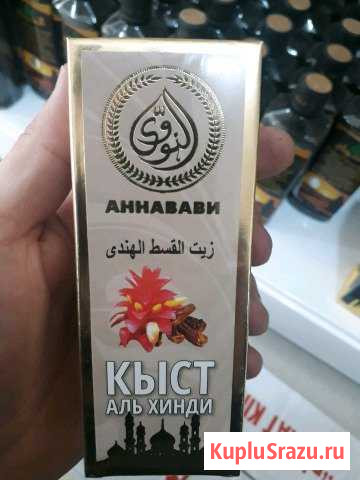 النووي
АННАВАВИ
زيت القسط الهندى
КЫСТ
АЛЬ ХИНДИ
KupluSrazu.ru